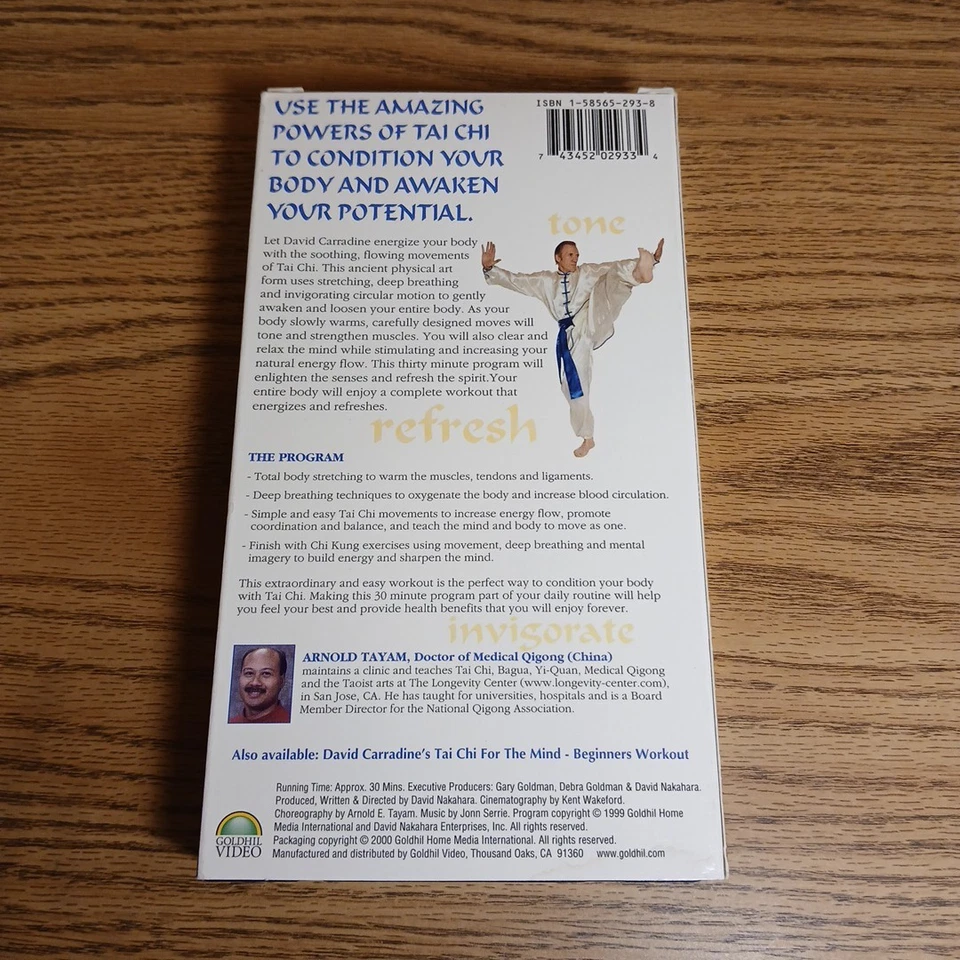 USE THE AMAZING
POWERS OF TAI CHI
TO CONDITION YOUR
BODY AND AWAKEN
YOUR POTENTIAL.
ISBN 1-58565-293-8
7 43452 02933 4
tone
Let David Carradine energize your body
with the soothing, flowing movements
of Tai Chi. This ancient physical art
form uses stretching, deep breathing
and invigorating circular motion to gently
awaken and loosen your entire body. As your
body slowly warms, carefully designed moves will
tone and strengthen muscles. You will also clear and
relax the mind while stimulating and increasing your
natural energy flow. This thirty minute program will
enlighten the senses and refresh the spirit.Your
entire body will enjoy a complete workout that
energizes and refreshes.
refresh
THE PROGRAM
- Total body stretching to warm the muscles, tendons and ligaments.
- Deep breathing techniques to oxygenate the body and increase blood circulation.
- Simple and easy Tai Chi movements to increase energy flow, promote
coordination and balance, and teach the mind and body to move as one.
- Finish with Chi Kung exercises using movement, deep breathing and mental
imagery to build energy and sharpen the mind.
This extraordinary and easy workout is the perfect way to condition your body
with Tai Chi. Making this 30 minute program part of your daily routine will help
you feel your best and provide health benefits that you will enjoy forever.
invigorate
ARNOLD TAYAM, Doctor of Medical Qigong (China)
maintains a clinic and teaches Tai Chi, Bagua, Yi-Quan, Medical Qigong
and the Taoist arts at The Longevity Center (www.longevity-center.com),
in San Jose, CA. He has taught for universities, hospitals and is a Board
Member Director for the National Qigong Association.
Also available: David Carradine's Tai Chi For The Mind - Beginners Workout
Running Time: Approx. 30 Mins. Executive Producers: Gary Goldman, Debra Goldman & David Nakahara.
Produced, Written & Directed by David Nakahara. Cinematography by Kent Wakeford.
Choreography by Arnold E. Tayam. Music by Jonn Serrie. Program copyright © 1999 Goldhil Home
Media International and David Nakahara Enterprises, Inc. All rights reserved.
Packaging copyright © 2000 Goldhil Home Media International. All rights reserved.
Manufactured and distributed by Goldhil Video, Thousand Oaks, CA 91360 www.goldhil.com
GOLDHIL
VIDEO